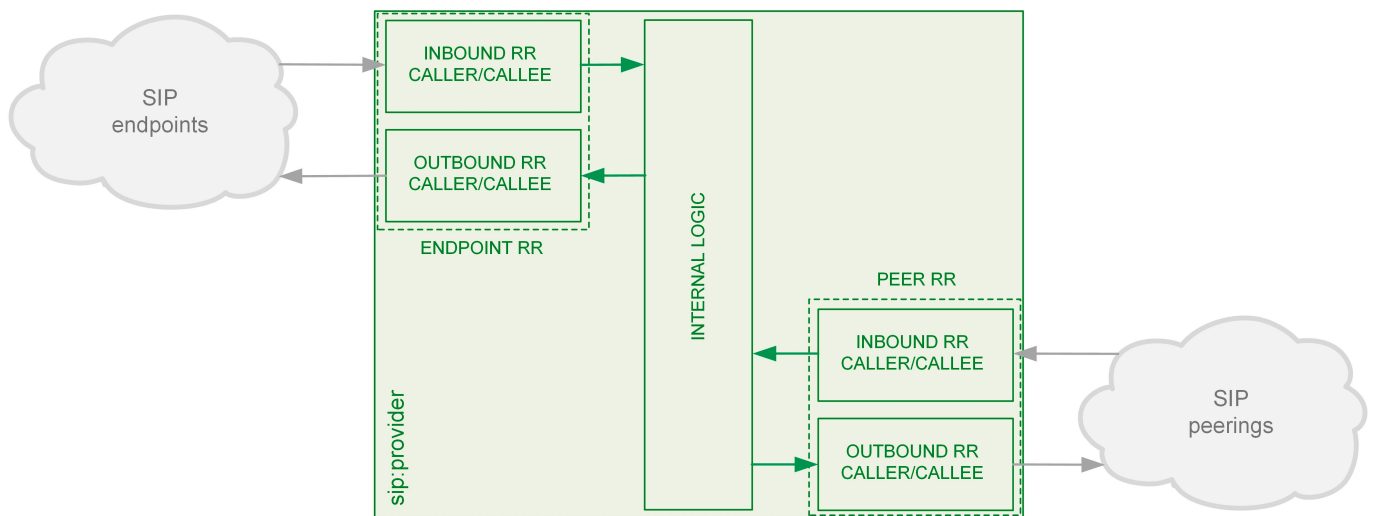 SIP
endpoints
INBOUND RR
CALLER/CALLEE
OUTBOUND RR
CALLER/CALLEE
ENDPOINT RR
INTERNAL LOGIC
sip:provider
PEER RR
INBOUND RR
CALLER/CALLEE
OUTBOUND RR
CALLER/CALLEE
SIP
peerings